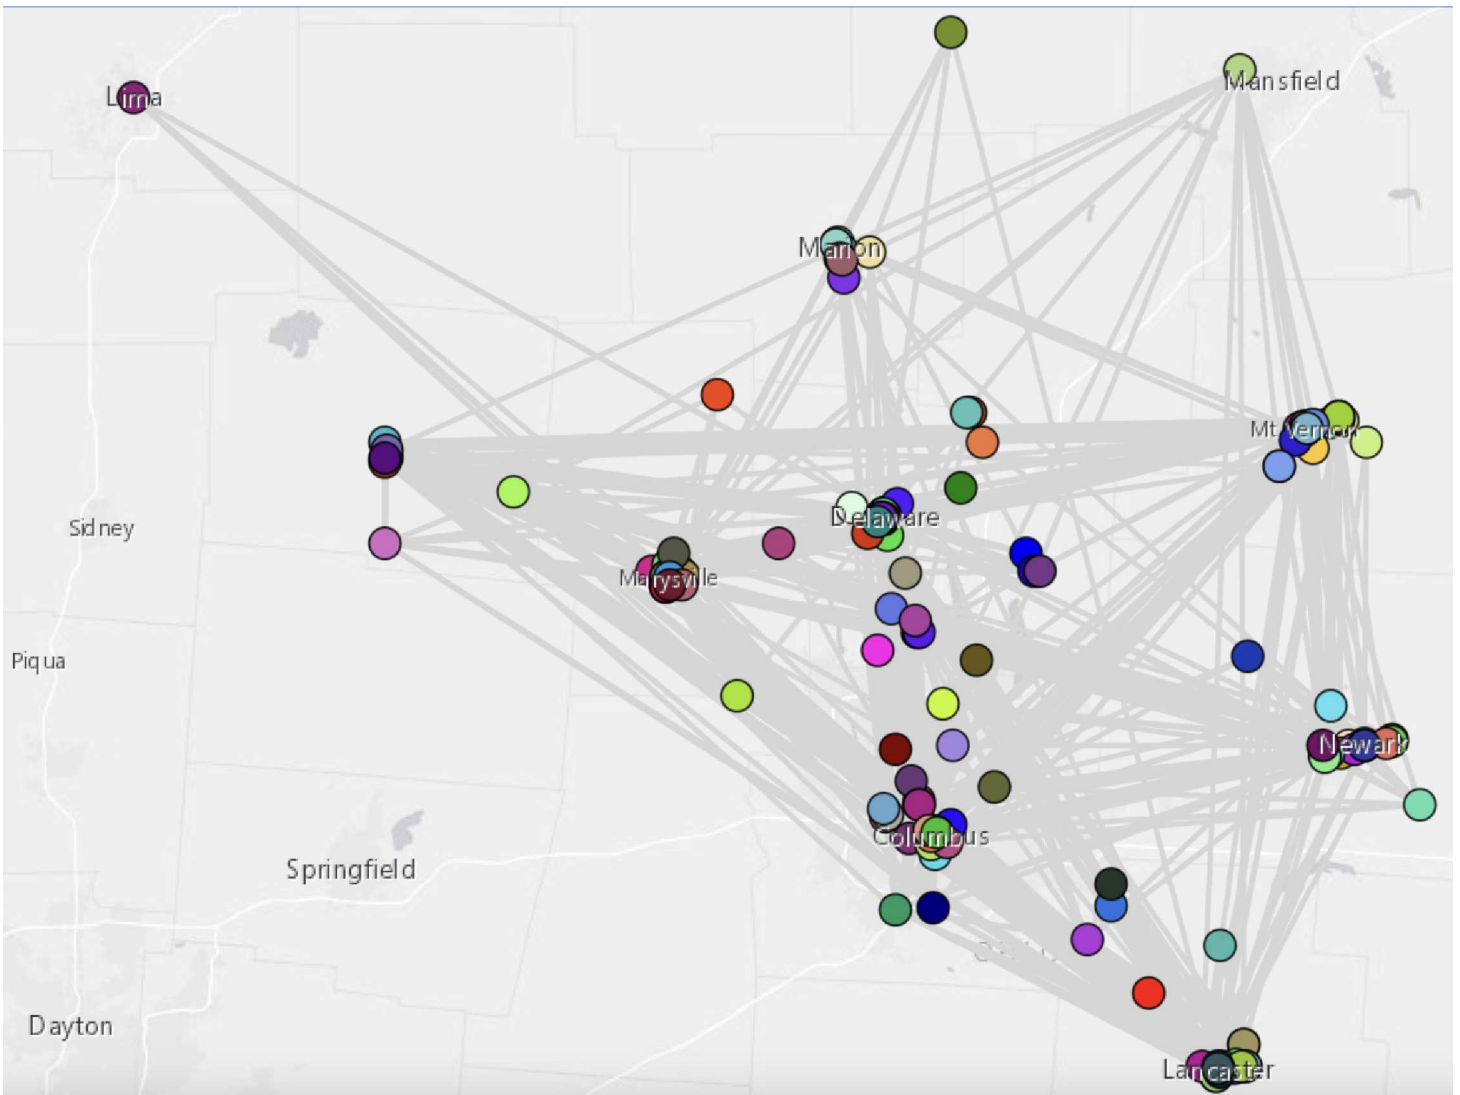 Lima
Mansfield
Marion
Mt Vernon
Delaware
Sidney
Marysville
Piqua
Newark
Columbus
Springfield
Dayton
Lancaster